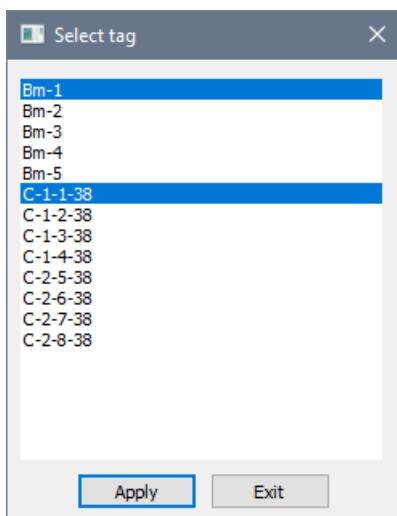 Select tag
Bm-1
Bm-2
Bm-3
Bm-4
Bm-5
C-1-1-38
C-1-2-38
C-1-3-38
C-1-4-38
C-2-5-38
C-2-6-38
C-2-7-38
C-2-8-38
Apply Exit